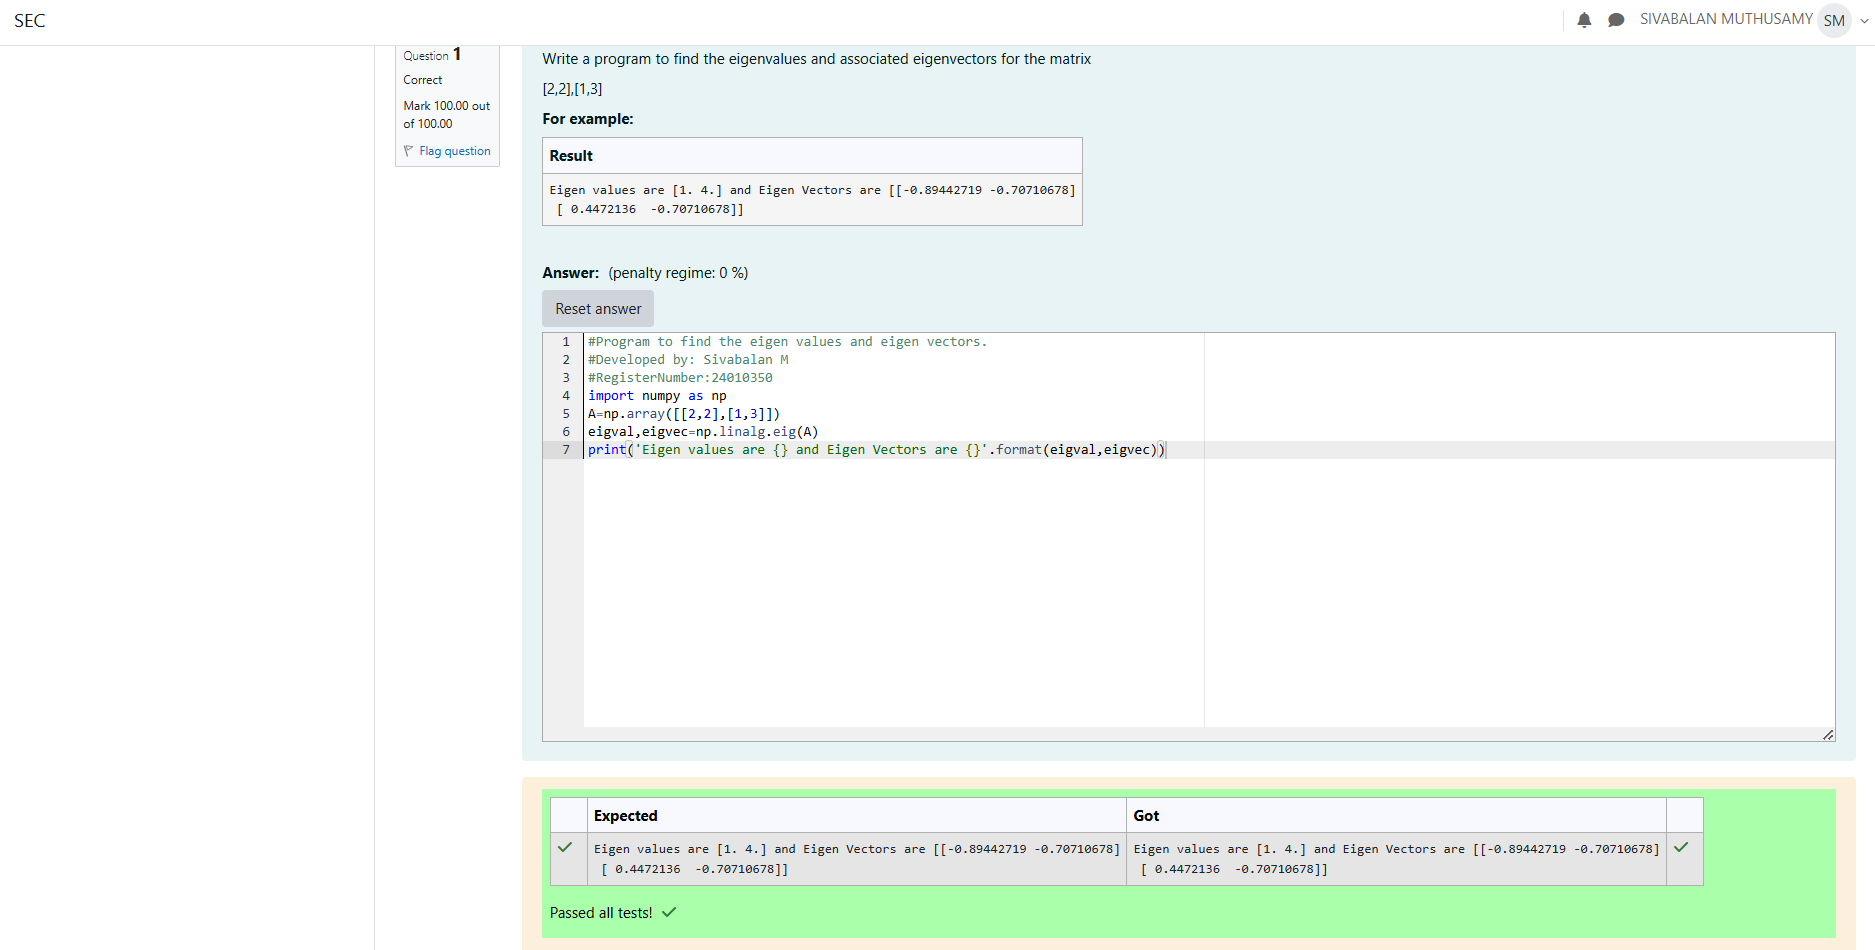 SEC
SIVABALAN MUTHUSAMY SM
Question 1
Correct
Mark 100.00 out
of 100.00
Flag question
Write a program to find the eigenvalues and associated eigenvectors for the matrix
[2,2],[1,3]
For example:
Result
Eigen values are [1. 4.] and Eigen Vectors are [[-0.89442719 -0.70710678]
 [ 0.4472136  -0.70710678]]
Answer: (penalty regime: 0 %)
Reset answer
1 #Program to find the eigen values and eigen vectors.
2 #Developed by: Sivabalan M
3 #RegisterNumber:24010350
4 import numpy as np
5 A=np.array([[2,2],[1,3]])
6 eigval,eigvec=np.linalg.eig(A)
7 print('Eigen values are {} and Eigen Vectors are {}'.format(eigval,eigvec))
Expected Got
Eigen values are [1. 4.] and Eigen Vectors are [[-0.89442719 -0.70710678] Eigen values are [1. 4.] and Eigen Vectors are [[-0.89442719 -0.70710678]
 [ 0.4472136  -0.70710678]]  [ 0.4472136  -0.70710678]]
Passed all tests!